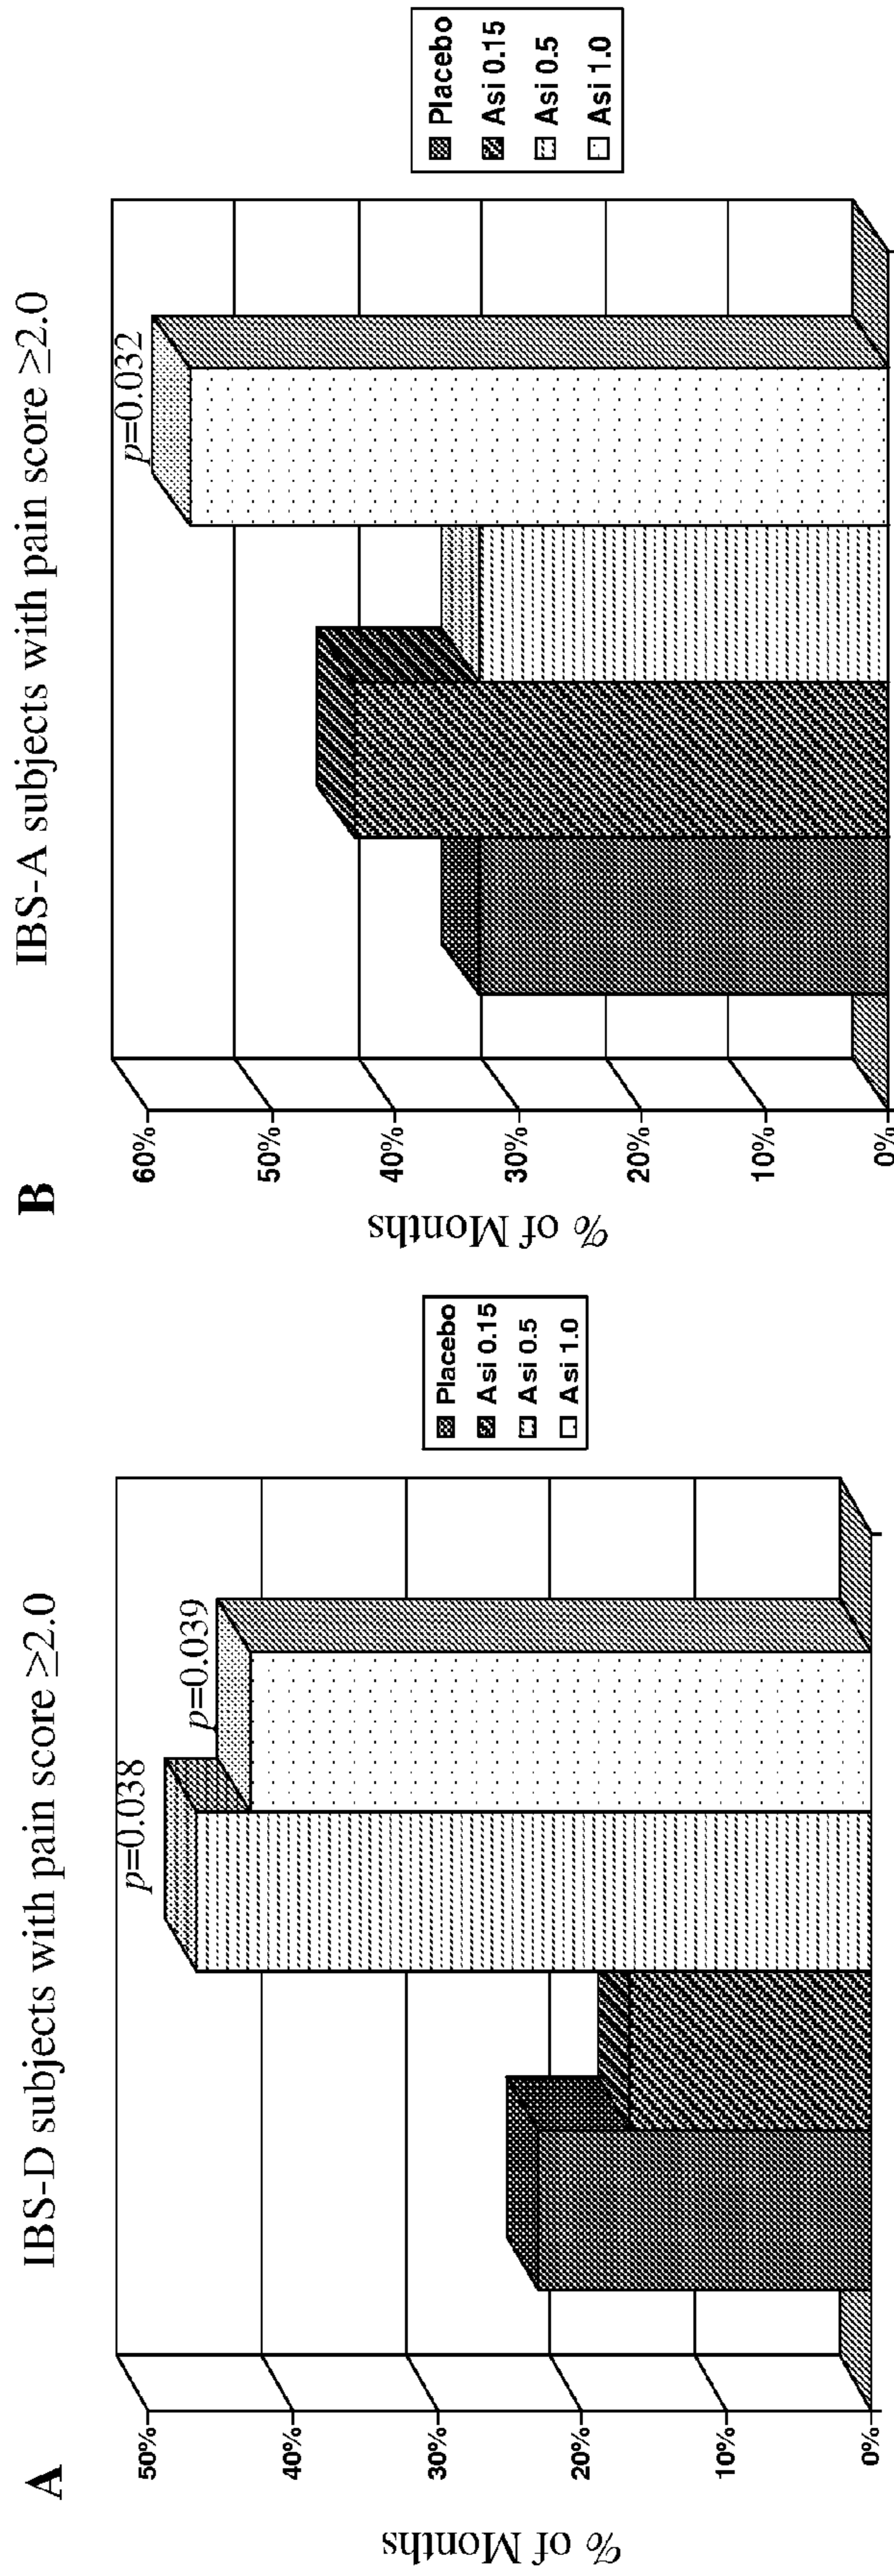 A
IBS-D subjects with pain score ≥2.0
% of Months
50%
40%
30%
20%
10%
0%
p=0.038
p=0.039
Placebo
Asi 0.15
Asi 0.5
Asi 1.0
B
IBS-A subjects with pain score ≥2.0
% of Months
60%
50%
40%
30%
20%
10%
0%
p=0.032
Placebo
Asi 0.15
Asi 0.5
Asi 1.0